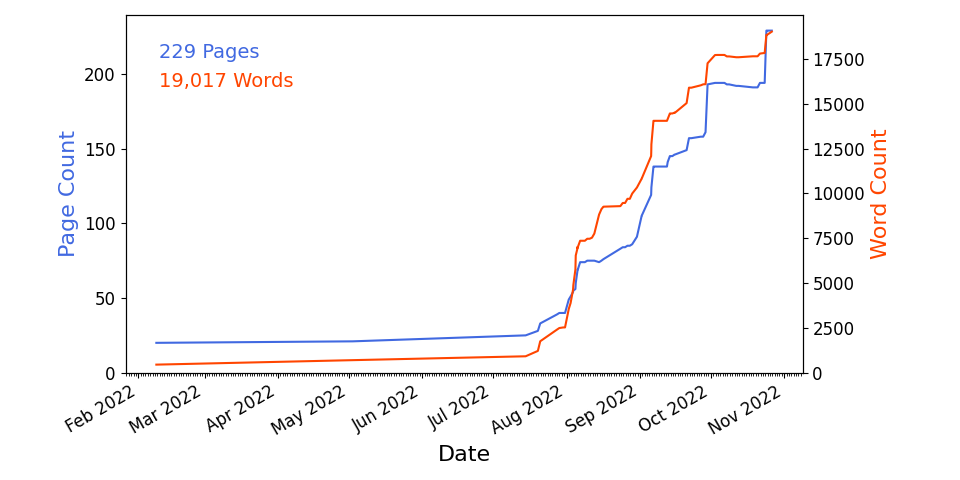 229 Pages
19,017 Words
Page Count
200
150
100
50
0
Word Count
17500
15000
12500
10000
7500
5000
2500
0
Feb 2022
Mar 2022
Apr 2022
May 2022
Jun 2022
Jul 2022
Aug 2022
Sep 2022
Oct 2022
Nov 2022
Date